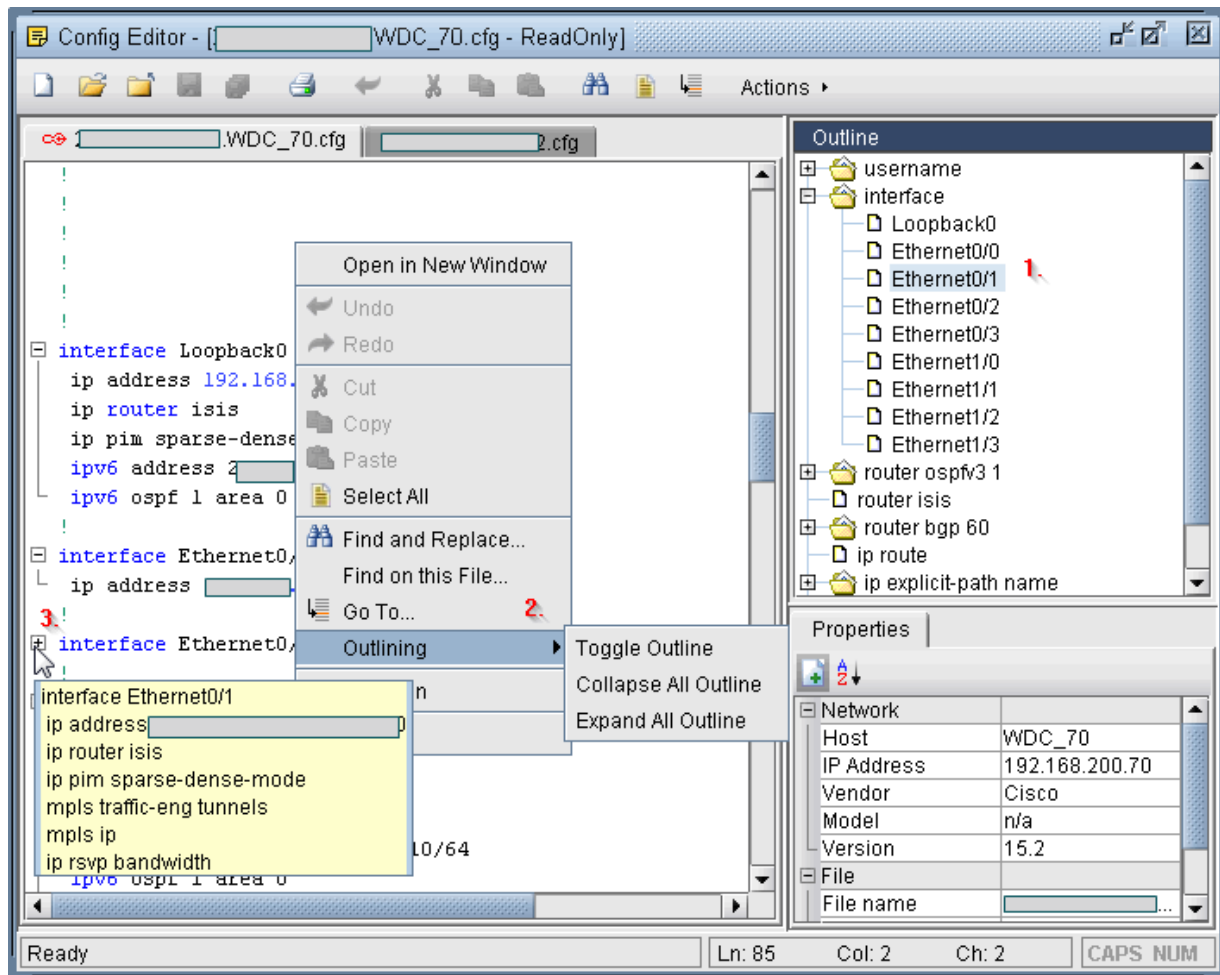 Config Editor - [ WDC_70.cfg - ReadOnly]
Actions
.WDC_70.cfg
2.cfg
!
!
!
!
!
!
interface Loopback0
ip address 192.168.
ip router isis
ip pim sparse-dense
ipv6 address 2
ipv6 ospf 1 area 0
!
interface Ethernet0/
ip address
3.
!
interface Ethernet0/
!
interface Ethernet0/1
ip address 0
ip router isis
ip pim sparse-dense-mode
mpls traffic-eng tunnels
mpls ip
ip rsvp bandwidth
10/64
ipv6 ospf 1 area 0
Open in New Window
Undo
Redo
Cut
Copy
Paste
Select All
Find and Replace...
Find on this File...
Go To...
2.
Outlining
n
Toggle Outline
Collapse All Outline
Expand All Outline
Outline
username
interface
Loopback0
Ethernet0/0
Ethernet0/1
1.
Ethernet0/2
Ethernet0/3
Ethernet1/0
Ethernet1/1
Ethernet1/2
Ethernet1/3
router ospfv3 1
router isis
router bgp 60
ip route
ip explicit-path name
Properties
A
Z
Network
Host WDC_70
IP Address 192.168.200.70
Vendor Cisco
Model n/a
Version 15.2
File
File name ...
Ready
Ln: 85 Col: 2 Ch: 2 CAPS NUM